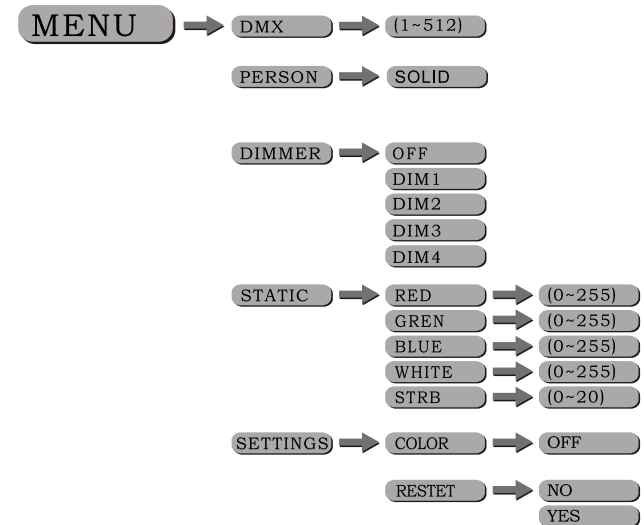 MENU DMX (1~512)
PERSON SOLID
DIMMER OFF
DIM1
DIM2
DIM3
DIM4
STATIC RED (0~255)
GREN (0~255)
BLUE (0~255)
WHITE (0~255)
STRB (0~20)
SETTINGS COLOR OFF
RESTET NO
YES